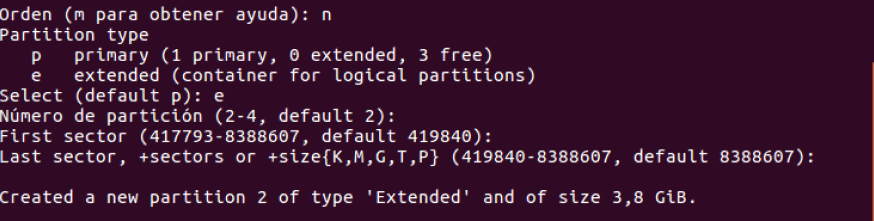 Orden (m para obtener ayuda): n
Partition type
   p   primary (1 primary, 0 extended, 3 free)
   e   extended (container for logical partitions)
Select (default p): e
Número de partición (2-4, default 2):
First sector (417793-8388607, default 419840):
Last sector, +sectors or +size{K,M,G,T,P} (419840-8388607, default 8388607):

Created a new partition 2 of type 'Extended' and of size 3,8 GiB.